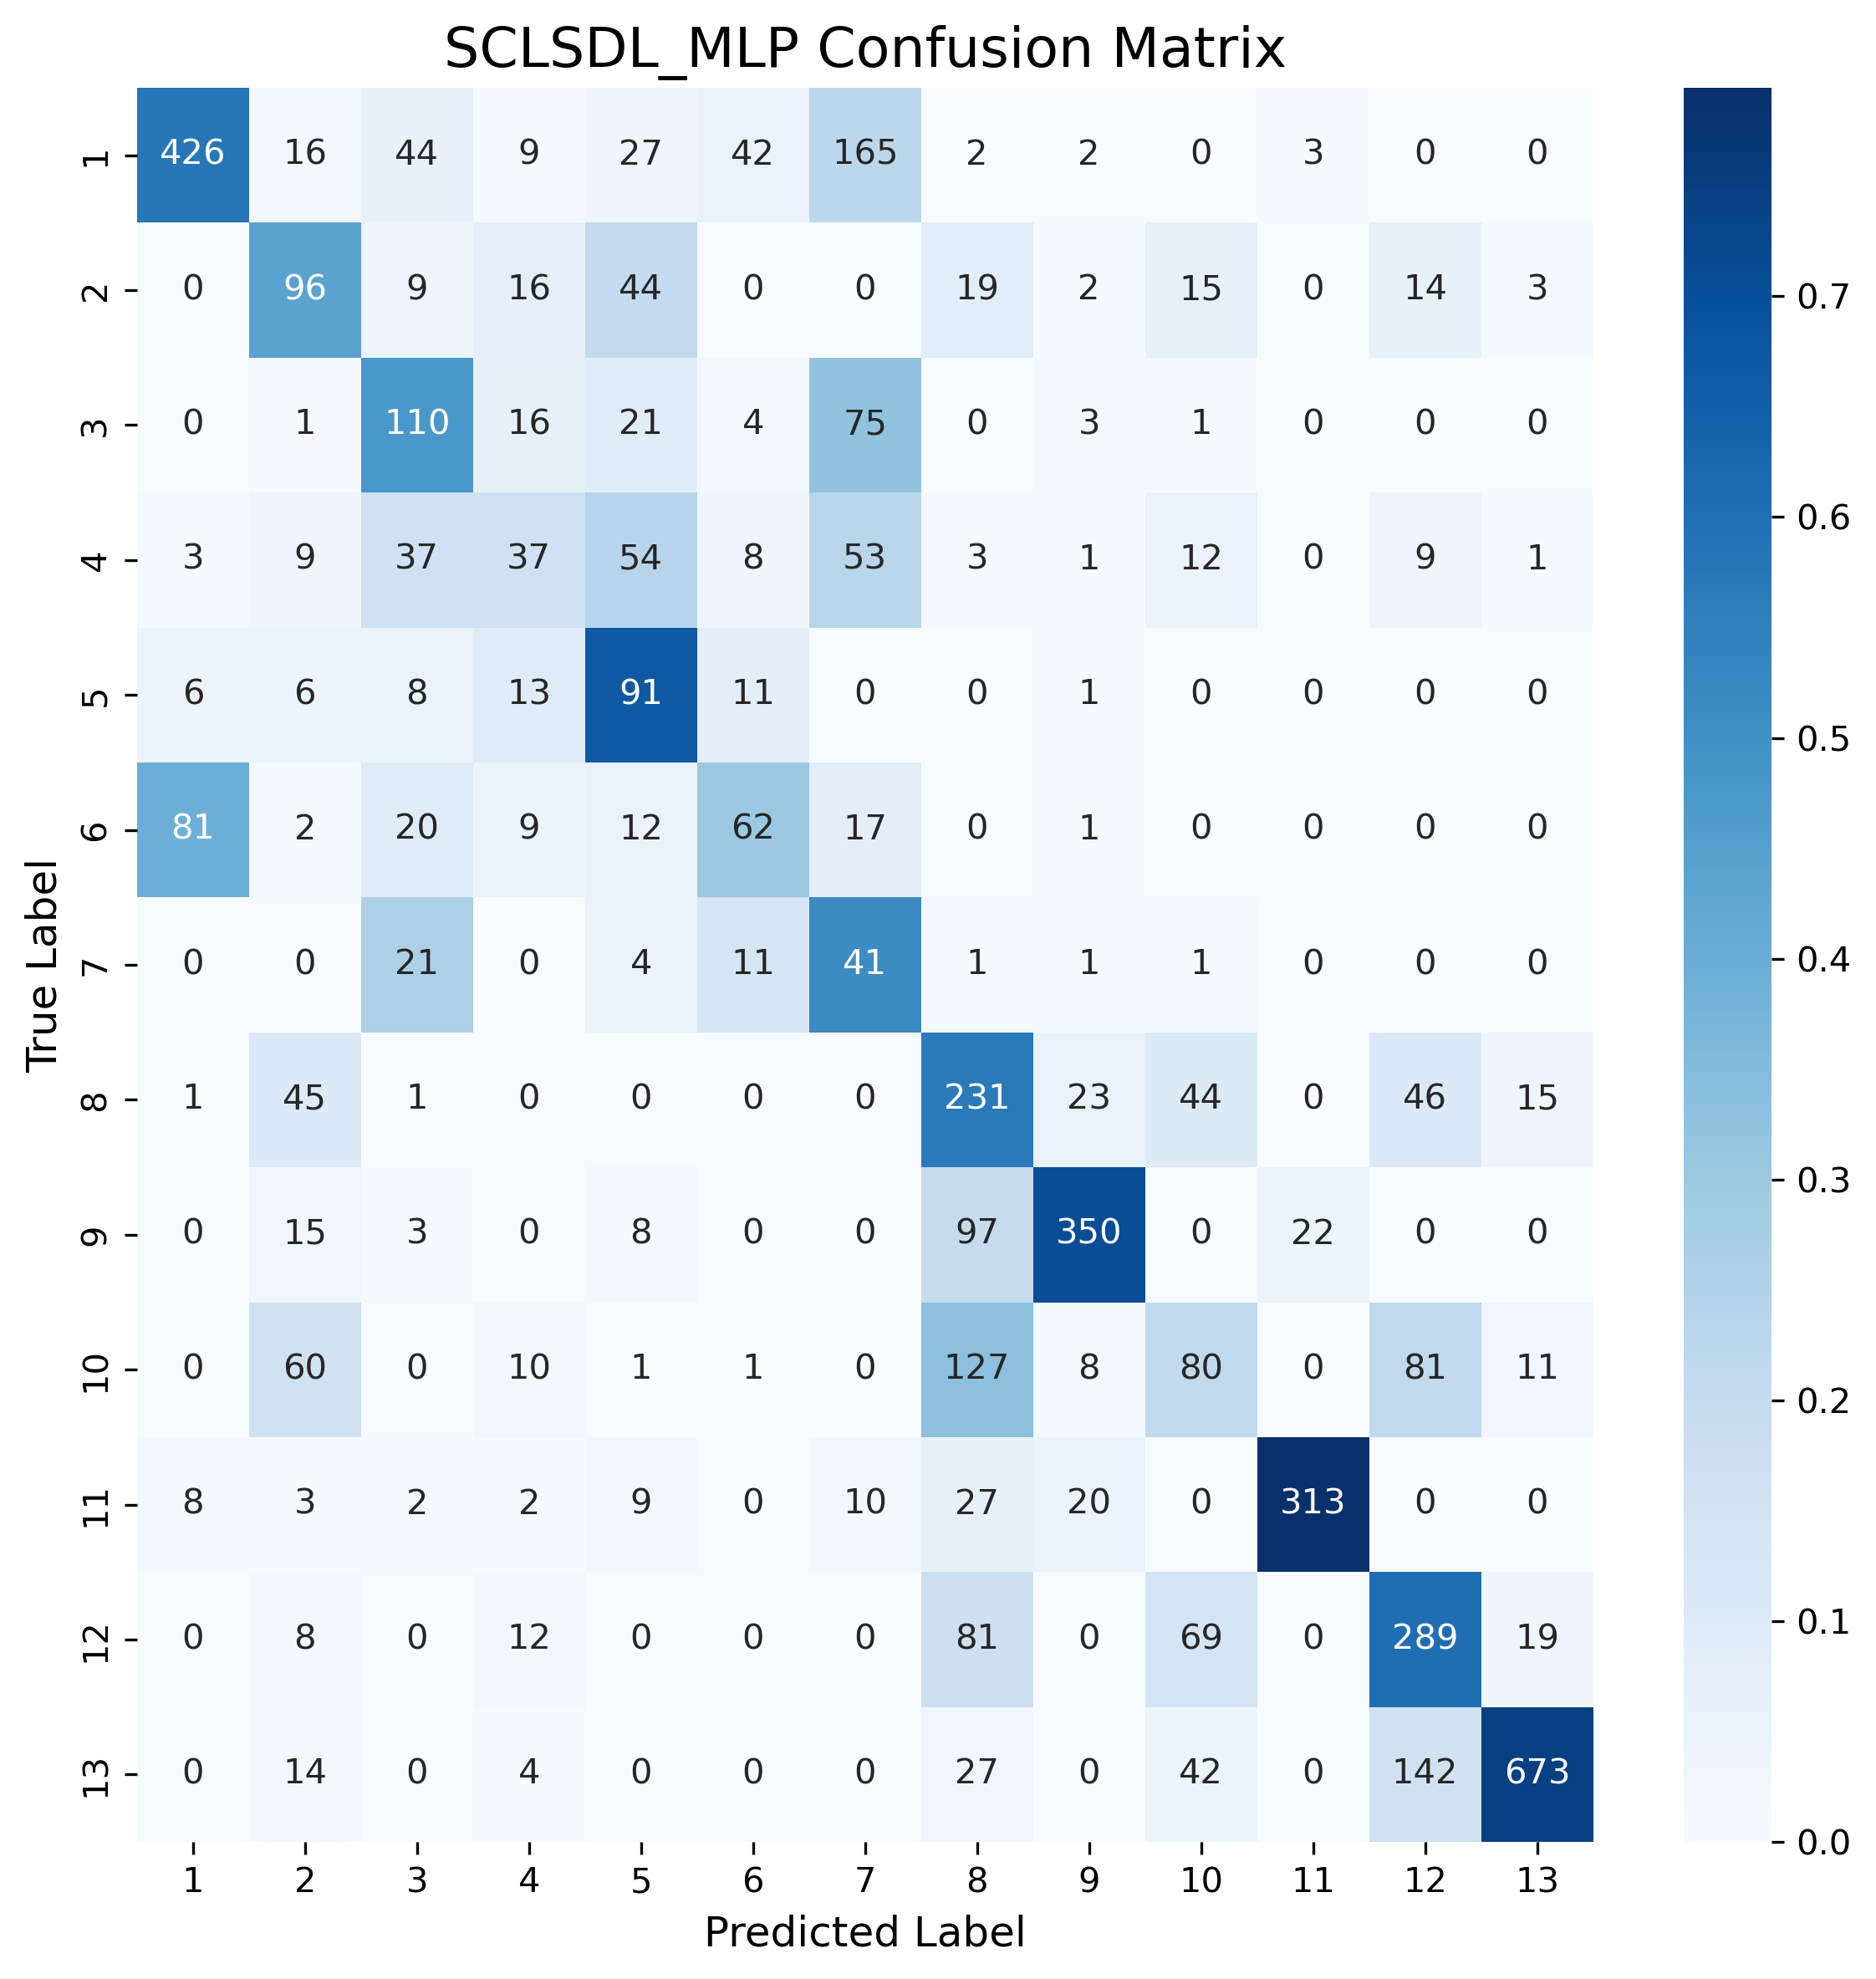 SCLSDL_MLP Confusion Matrix
1 426 16 44 9 27 42 165 2 2 0 3 0 0
2 0 96 9 16 44 0 0 19 2 15 0 14 3
3 0 1 110 16 21 4 75 0 3 1 0 0 0
4 3 9 37 37 54 8 53 3 1 12 0 9 1
5 6 6 8 13 91 11 0 0 1 0 0 0 0
6 81 2 20 9 12 62 17 0 1 0 0 0 0
7 0 0 21 0 4 11 41 1 1 1 0 0 0
8 1 45 1 0 0 0 0 231 23 44 0 46 15
9 0 15 3 0 8 0 0 97 350 0 22 0 0
10 0 60 0 10 1 1 0 127 8 80 0 81 11
11 8 3 2 2 9 0 10 27 20 0 313 0 0
12 0 8 0 12 0 0 0 81 0 69 0 289 19
13 0 14 0 4 0 0 0 27 0 42 0 142 673
1 2 3 4 5 6 7 8 9 10 11 12 13
Predicted Label
True Label
0.7
0.6
0.5
0.4
0.3
0.2
0.1
0.0